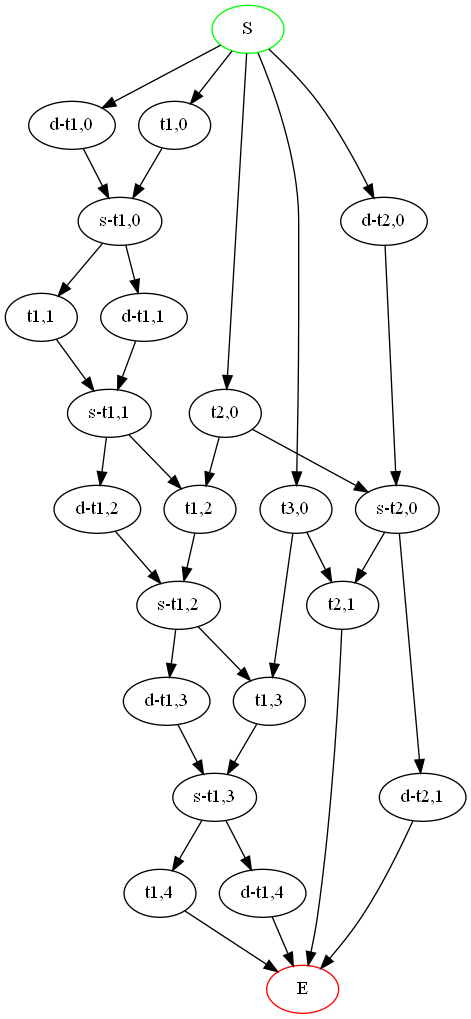 S
d-t1,0
t1,0
s-t1,0
d-t2,0
t1,1
d-t1,1
s-t1,1
t2,0
d-t1,2
t1,2
t3,0
s-t2,0
s-t1,2
t2,1
d-t1,3
t1,3
s-t1,3
d-t2,1
t1,4
d-t1,4
E